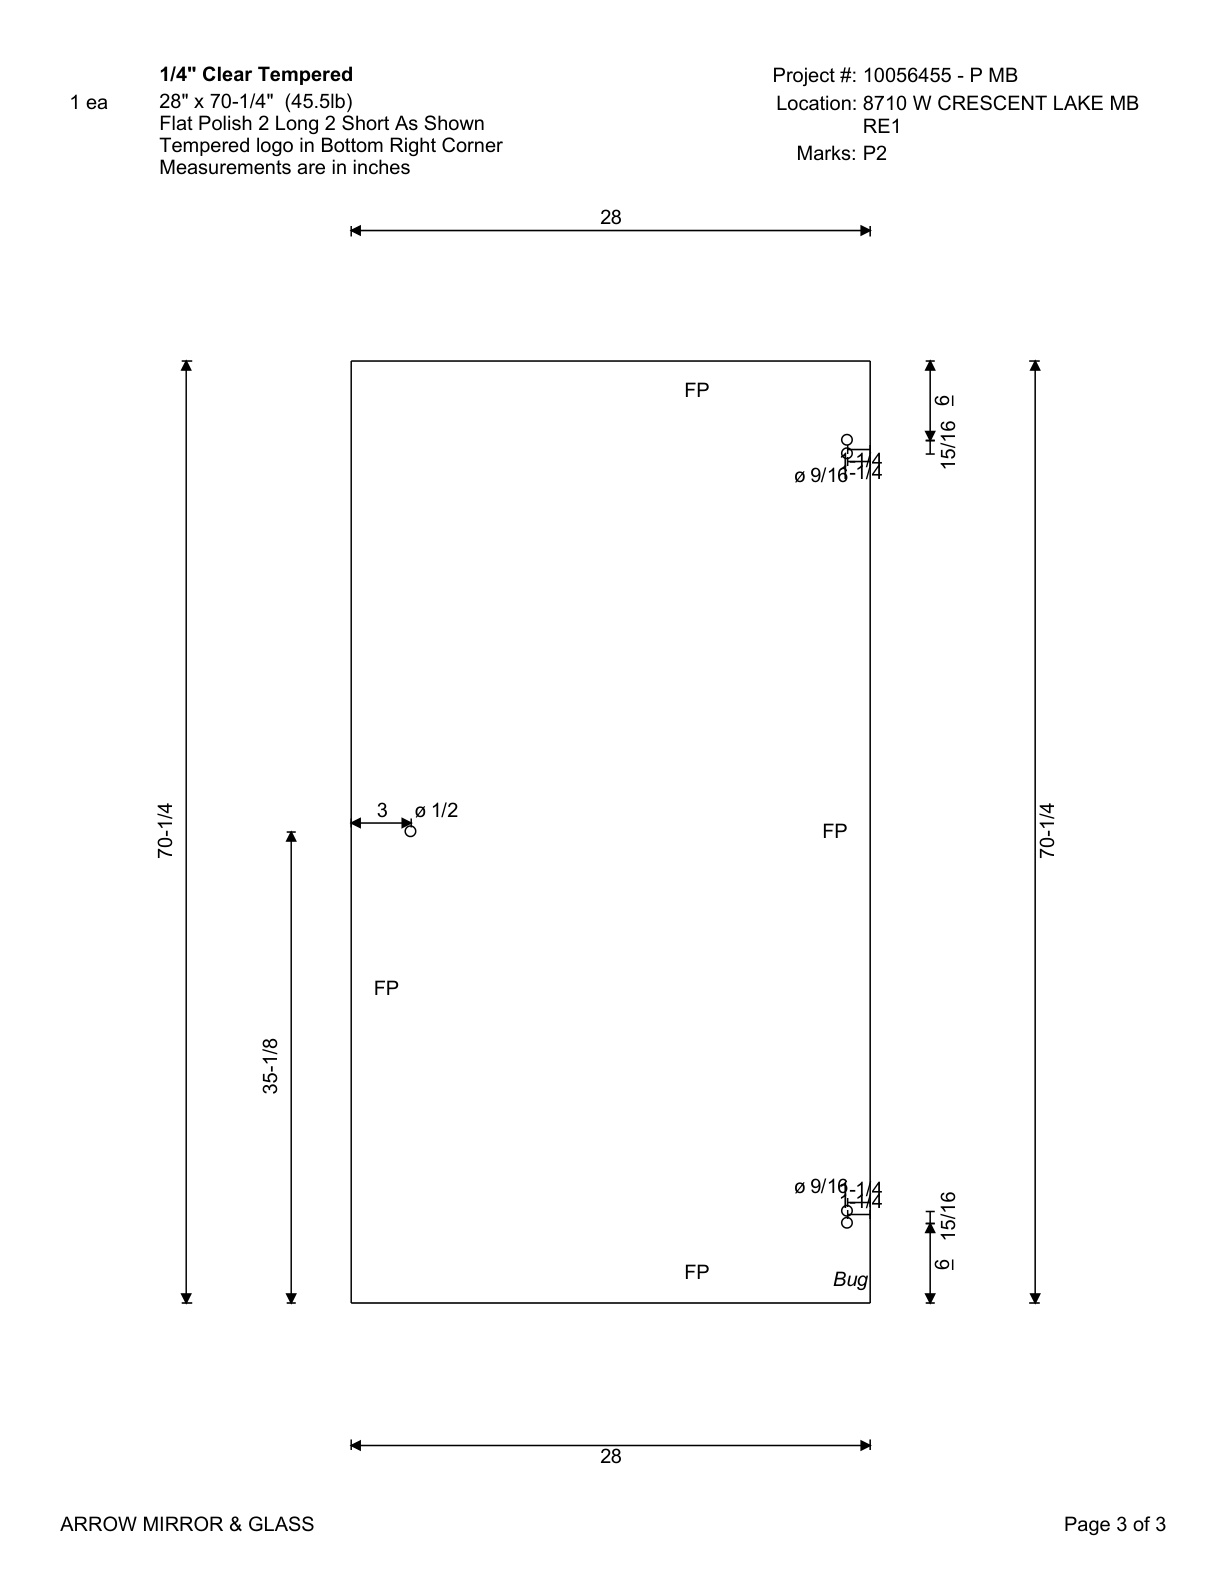 1/4" Clear Tempered
1 ea
28" x 70-1/4" (45.5lb)
Flat Polish 2 Long 2 Short As Shown
Tempered logo in Bottom Right Corner
Measurements are in inches
Project #: 10056455 - P MB
Location: 8710 W CRESCENT LAKE MB
RE1
Marks: P2
28
FP
6
15/16
1-1/4
1-1/4
ø 9/16
3
ø 1/2
70-1/4
FP
70-1/4
FP
35-1/8
ø 9/16
1-1/4
1-1/4
15/16
6
FP
Bug
28
ARROW MIRROR & GLASS
Page 3 of 3